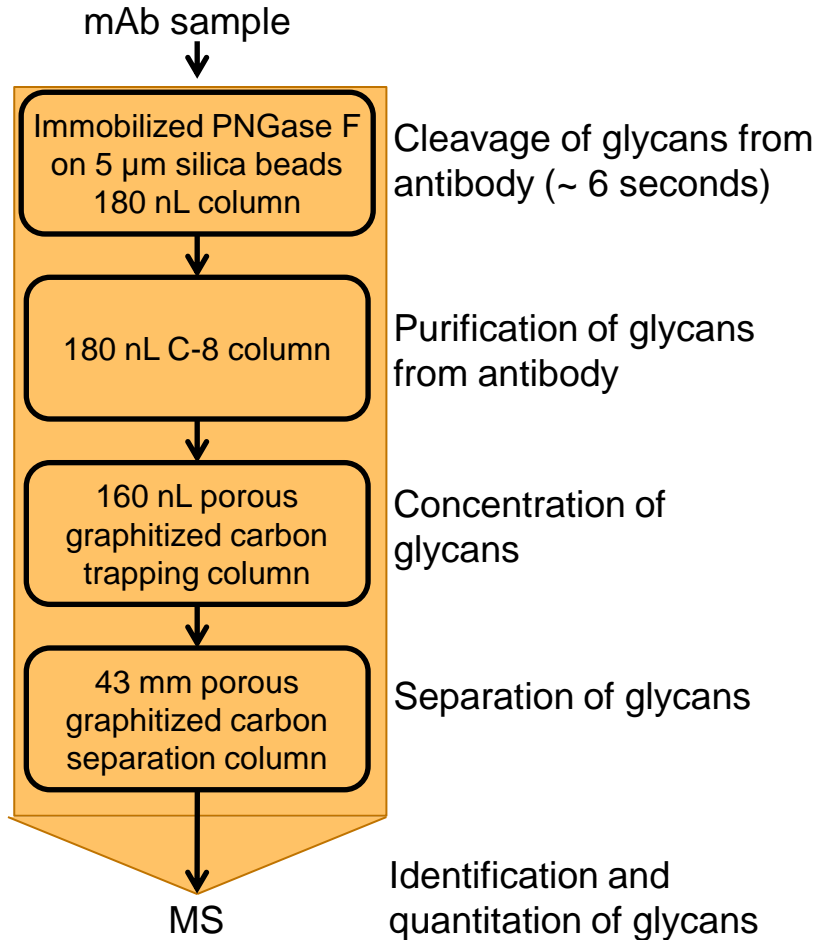 mAb sample
Immobilized PNGase F
on 5 µm silica beads
180 nL column
Cleavage of glycans from
antibody (~ 6 seconds)
180 nL C-8 column
Purification of glycans
from antibody
160 nL porous
graphitized carbon
trapping column
Concentration of
glycans
43 mm porous
graphitized carbon
separation column
Separation of glycans
MS
Identification and
quantitation of glycans